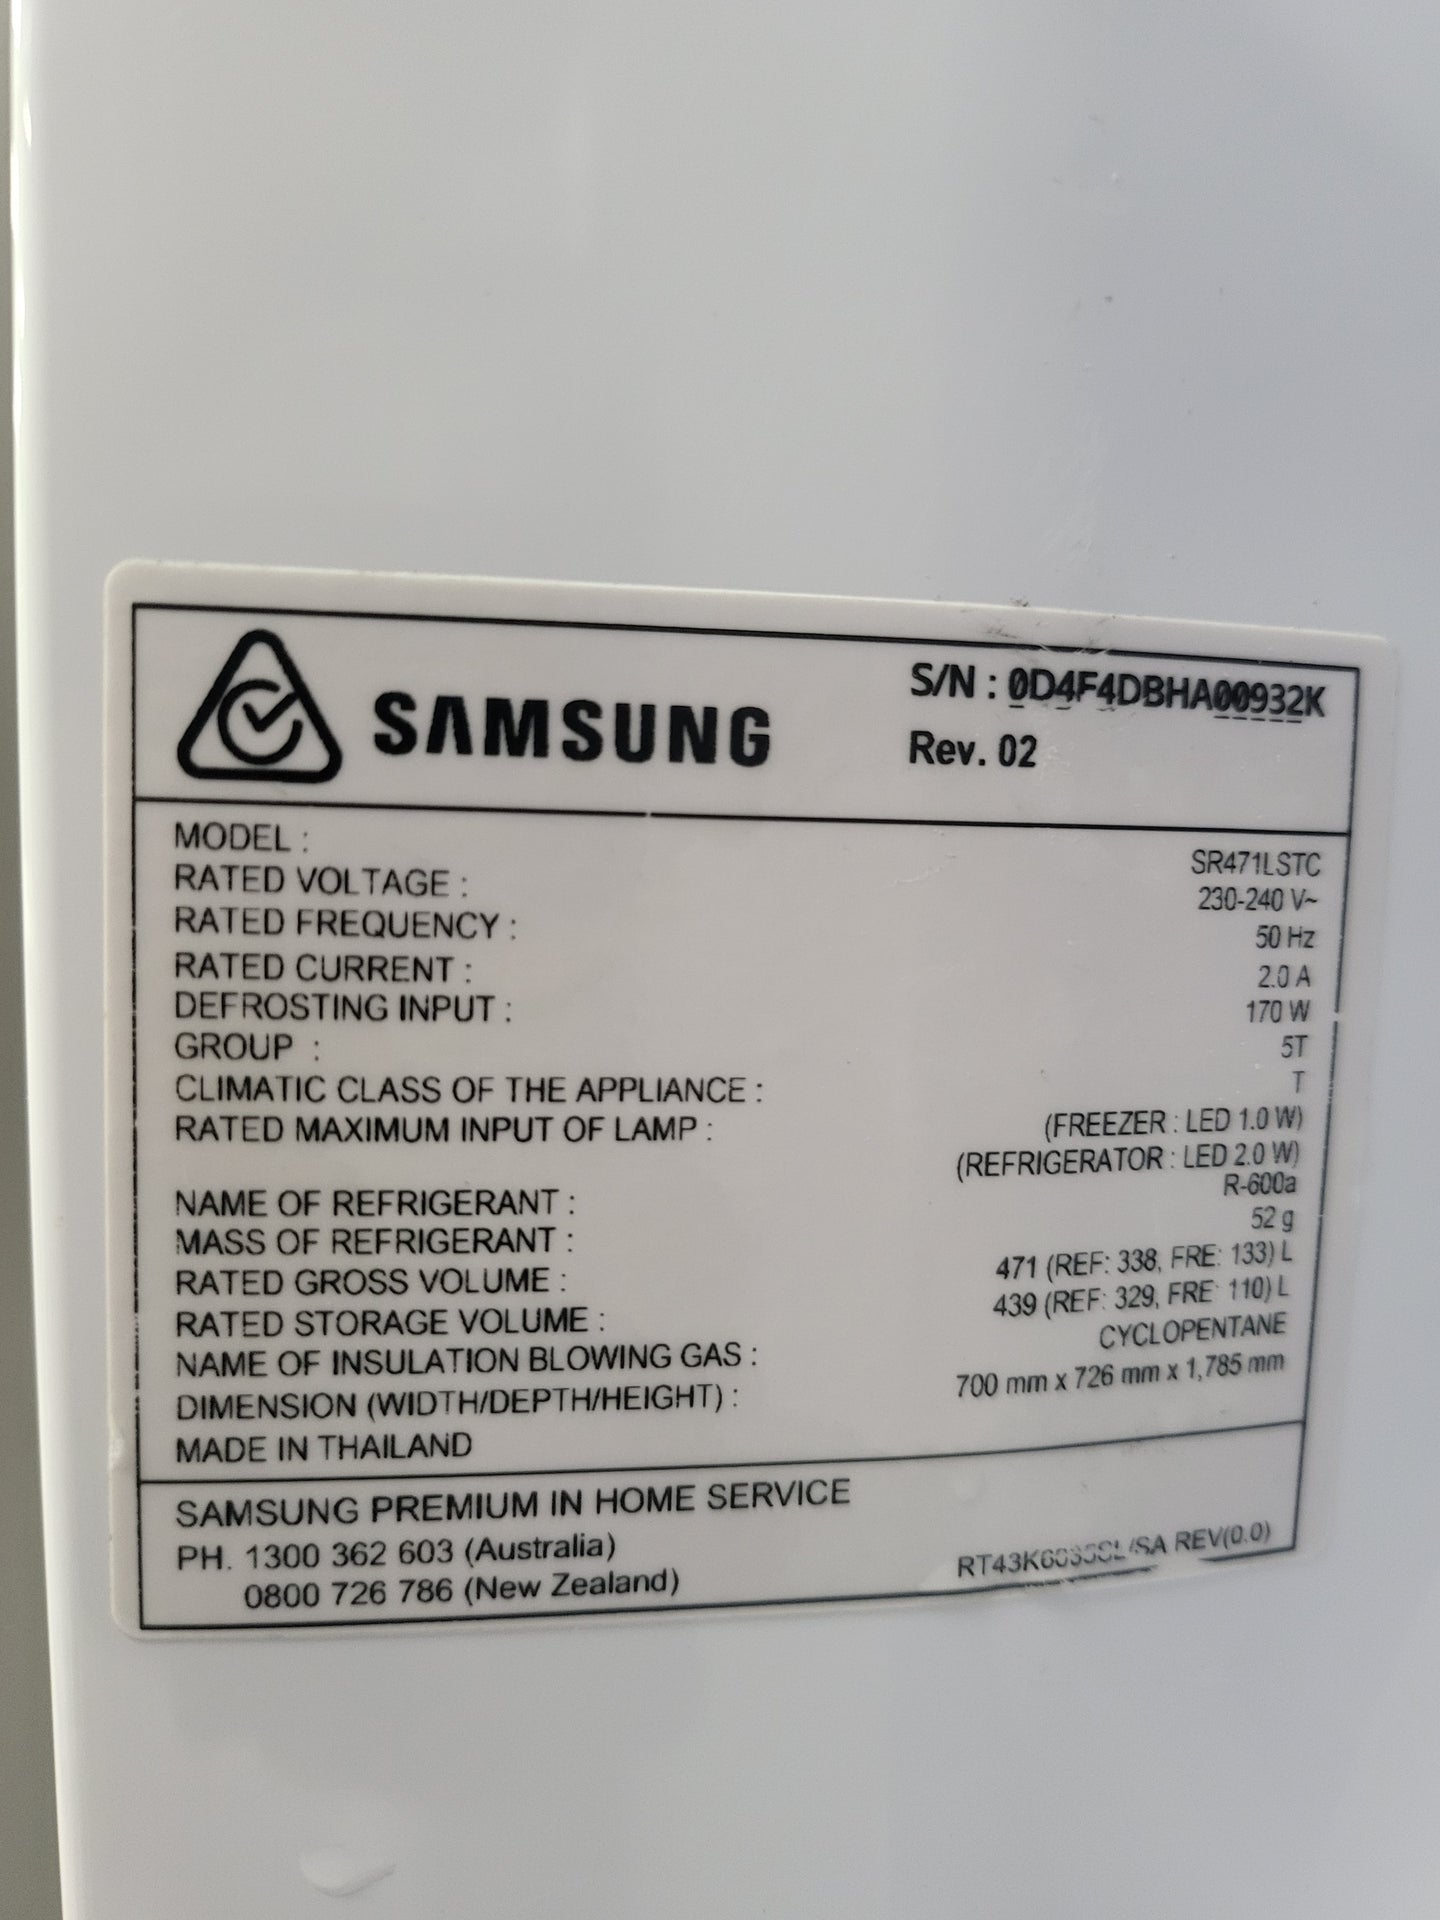 SAMSUNG
S/N : 0D4F4DBHA00932K
Rev. 02
MODEL : SR471LSTC
RATED VOLTAGE : 230-240 V~
RATED FREQUENCY : 50 Hz
RATED CURRENT : 2.0 A
DEFROSTING INPUT : 170 W
GROUP : 5T
CLIMATIC CLASS OF THE APPLIANCE : T
RATED MAXIMUM INPUT OF LAMP : (FREEZER : LED 1.0 W)
(REFRIGERATOR : LED 2.0 W)
NAME OF REFRIGERANT : R-600a
MASS OF REFRIGERANT : 52 g
RATED GROSS VOLUME : 471 (REF: 338, FRE: 133) L
RATED STORAGE VOLUME : 439 (REF: 329, FRE: 110) L
NAME OF INSULATION BLOWING GAS : CYCLOPENTANE
DIMENSION (WIDTH/DEPTH/HEIGHT) : 700 mm x 726 mm x 1,785 mm
MADE IN THAILAND
SAMSUNG PREMIUM IN HOME SERVICE
PH. 1300 362 603 (Australia)
0800 726 786 (New Zealand)
REV(0.0)